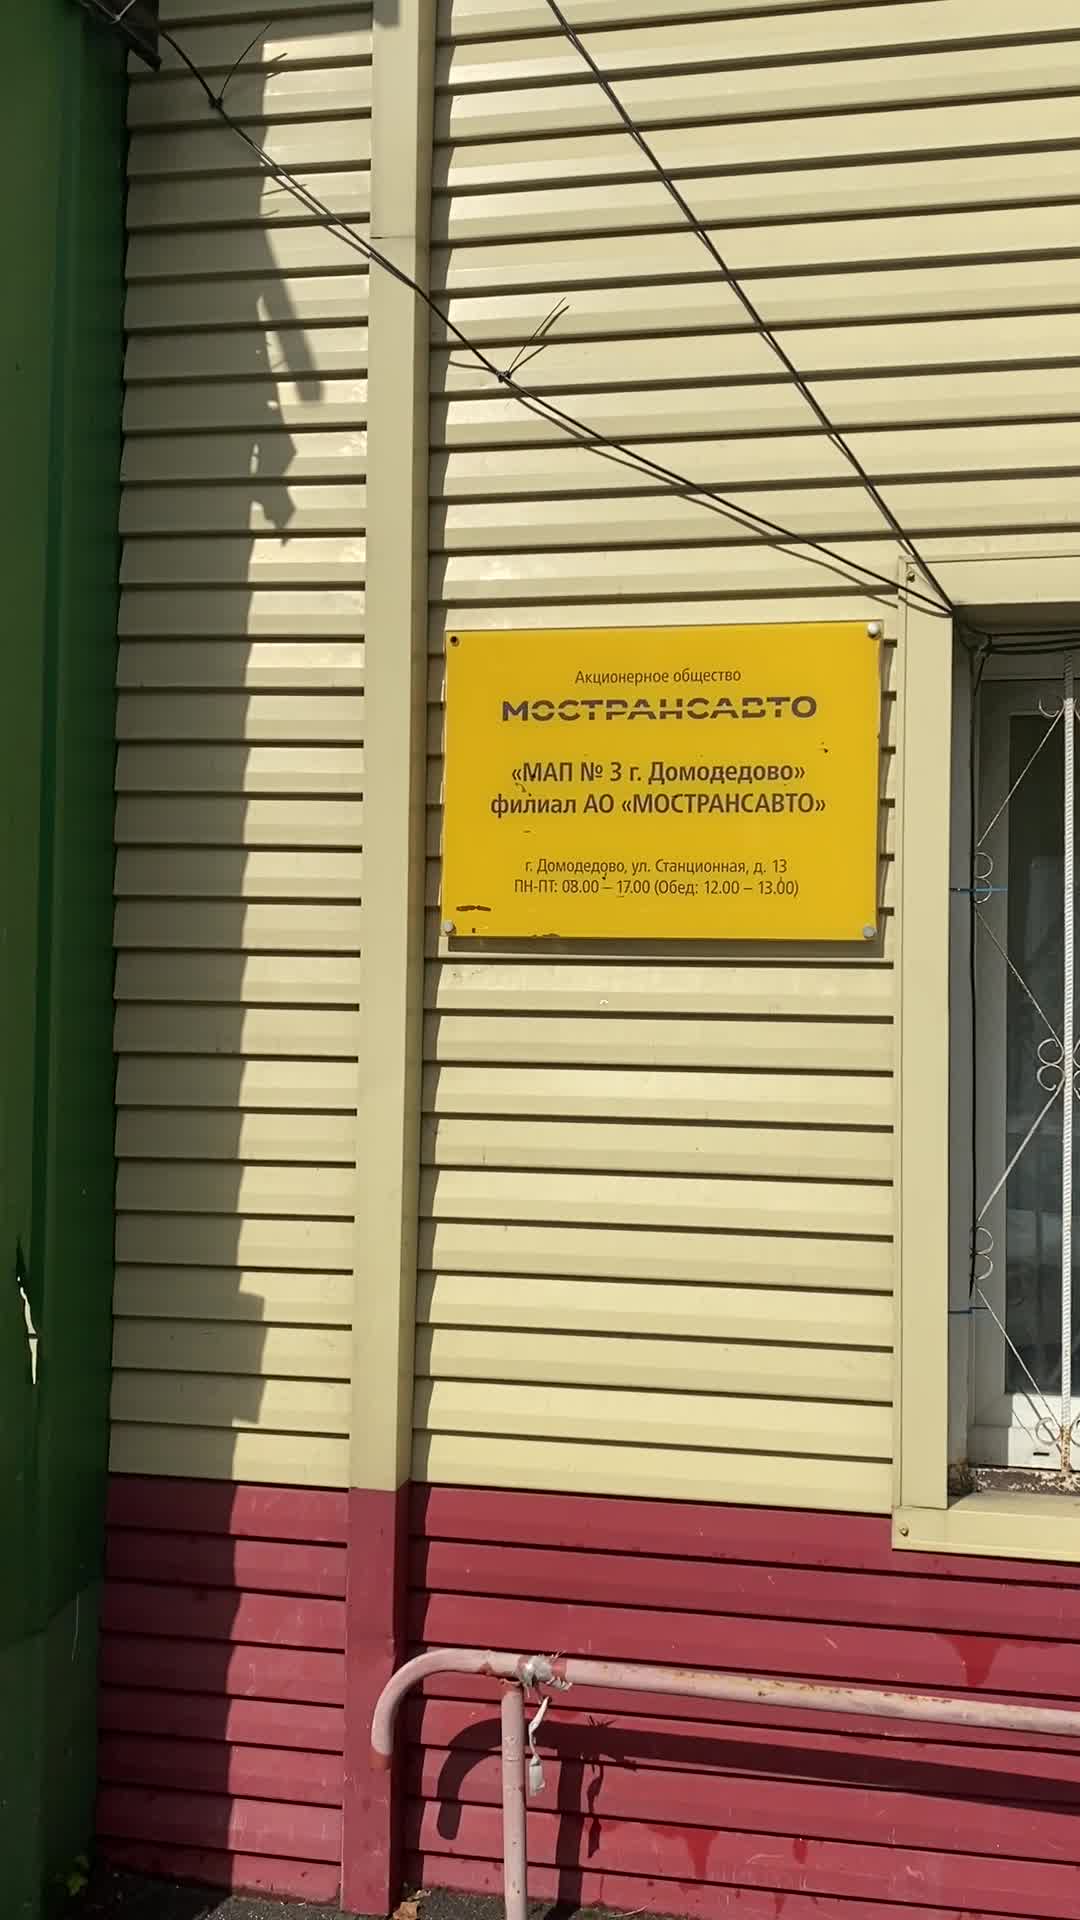 Акционерное общество
МОСТРАНСАВТО
«МАП № 3 г. Домодедово»
филиал АО «МОСТРАНСАВТО»
г. Домодедово, ул. Станционная, д. 13
ПН-ПТ: 08.00 – 17.00 (Обед: 12.00 – 13.00)